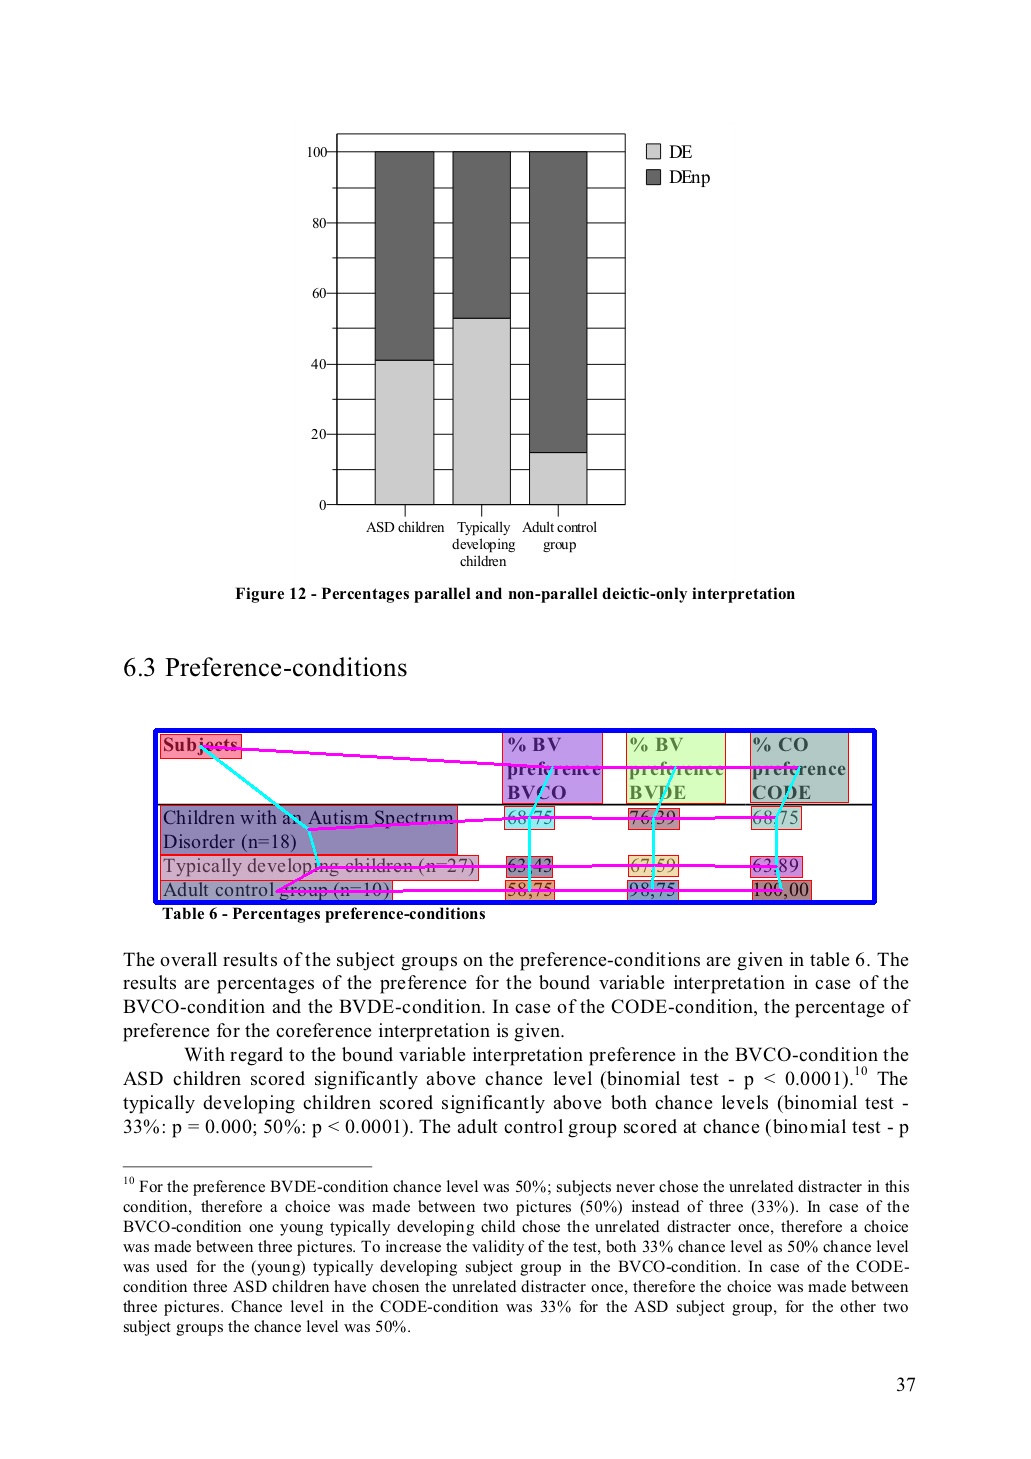 100
80
60
40
20
0
DE
DEnp
ASD children Typically developing children Adult control group
Figure 12 - Percentages parallel and non-parallel deictic-only interpretation
6.3 Preference-conditions
Subjects % BV preference BVCO % BV preference BVDE % CO preference CODE
Children with an Autism Spectrum Disorder (n=18) 68,75 76,39 68,75
Typically developing children (n=27) 63,43 67,59 63,89
Adult control group (n=10) 58,75 98,75 100,00
Table 6 - Percentages preference-conditions
The overall results of the subject groups on the preference-conditions are given in table 6. The
results are percentages of the preference for the bound variable interpretation in case of the
BVCO-condition and the BVDE-condition. In case of the CODE-condition, the percentage of
preference for the coreference interpretation is given.
With regard to the bound variable interpretation preference in the BVCO-condition the
ASD children scored significantly above chance level (binomial test - p < 0.0001).10 The
typically developing children scored significantly above both chance levels (binomial test -
33%: p = 0.000; 50%: p < 0.0001). The adult control group scored at chance (binomial test - p
10 For the preference BVDE-condition chance level was 50%; subjects never chose the unrelated distracter in this
condition, therefore a choice was made between two pictures (50%) instead of three (33%). In case of the
BVCO-condition one young typically developing child chose the unrelated distracter once, therefore a choice
was made between three pictures. To increase the validity of the test, both 33% chance level as 50% chance level
was used for the (young) typically developing subject group in the BVCO-condition. In case of the CODE-
condition three ASD children have chosen the unrelated distracter once, therefore the choice was made between
three pictures. Chance level in the CODE-condition was 33% for the ASD subject group, for the other two
subject groups the chance level was 50%.
37